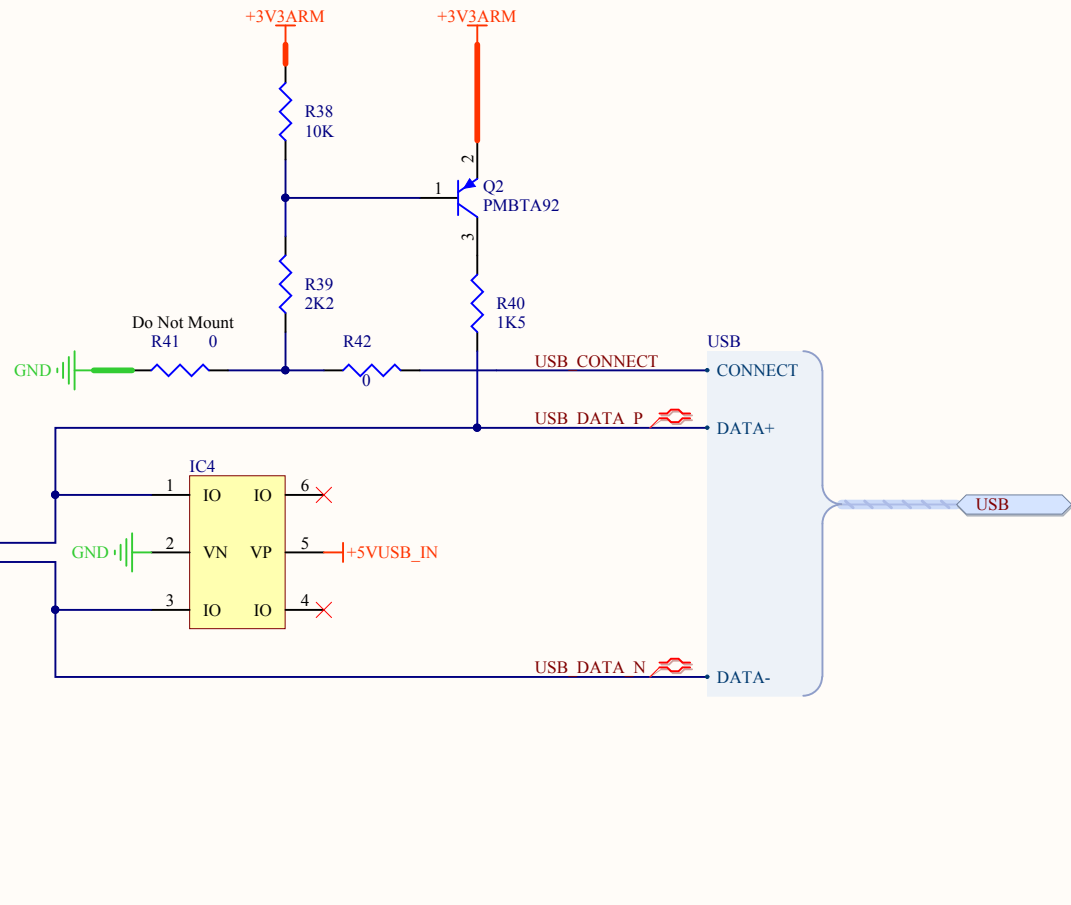 +3V3ARM
+3V3ARM
R38
10K
2
1
Q2
PMBTA92
3
R39
2K2
R40
1K5
Do Not Mount
R41 0
R42
0
GND
USB_CONNECT
USB
CONNECT
USB_DATA_P
DATA+
IC4
1 IO IO 6
GND 2 VN VP 5 +5VUSB_IN
3 IO IO 4
USB
USB_DATA_N
DATA-